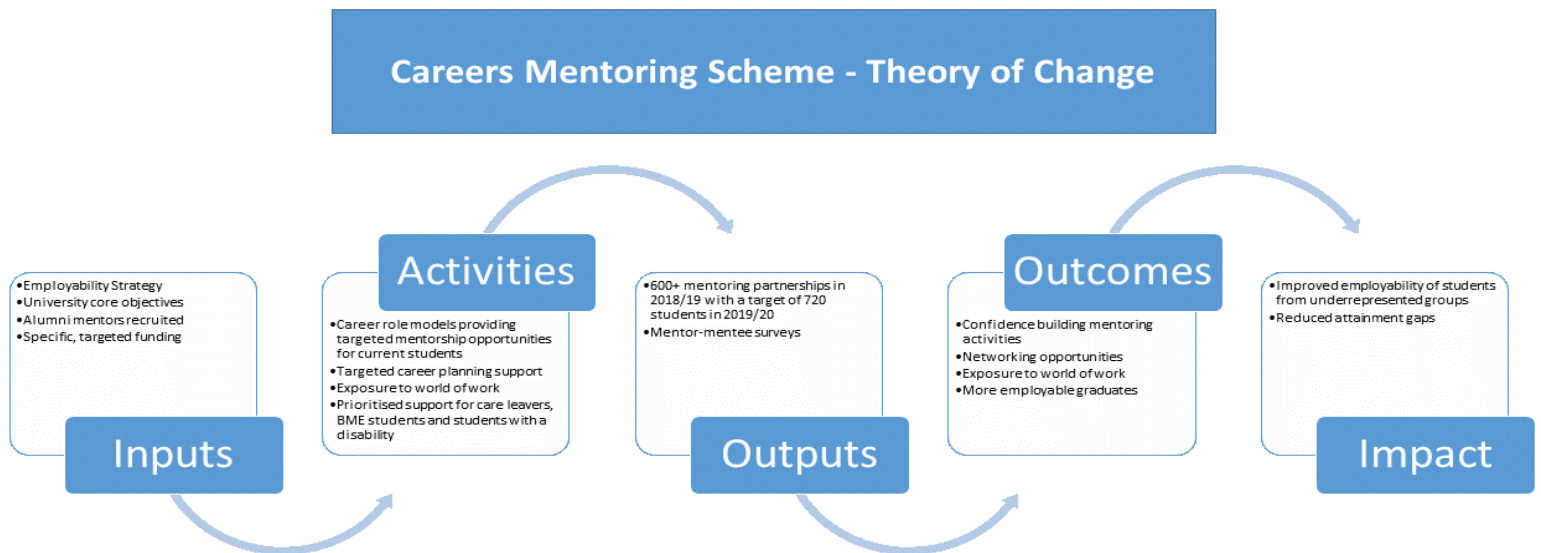 Careers Mentoring Scheme - Theory of Change
•Employability Strategy
•University core objectives
•Alumni mentors recruited
•Specific, targeted funding
Inputs
Activities
•Career role models providing
targeted mentorship opportunities
for current students
•Targeted career planning support
•Exposure to world of work
•Prioritised support for care leavers,
BME students and students with a
disability
•600+ mentoring partnerships in
2018/19 with a target of 720
students in 2019/20
•Mentor-mentee surveys
Outputs
Outcomes
•Confidence building mentoring
activities
•Networking opportunities
•Exposure to world of work
•More employable graduates
•Improved employability of students
from underrepresented groups
•Reduced attainment gaps
Impact